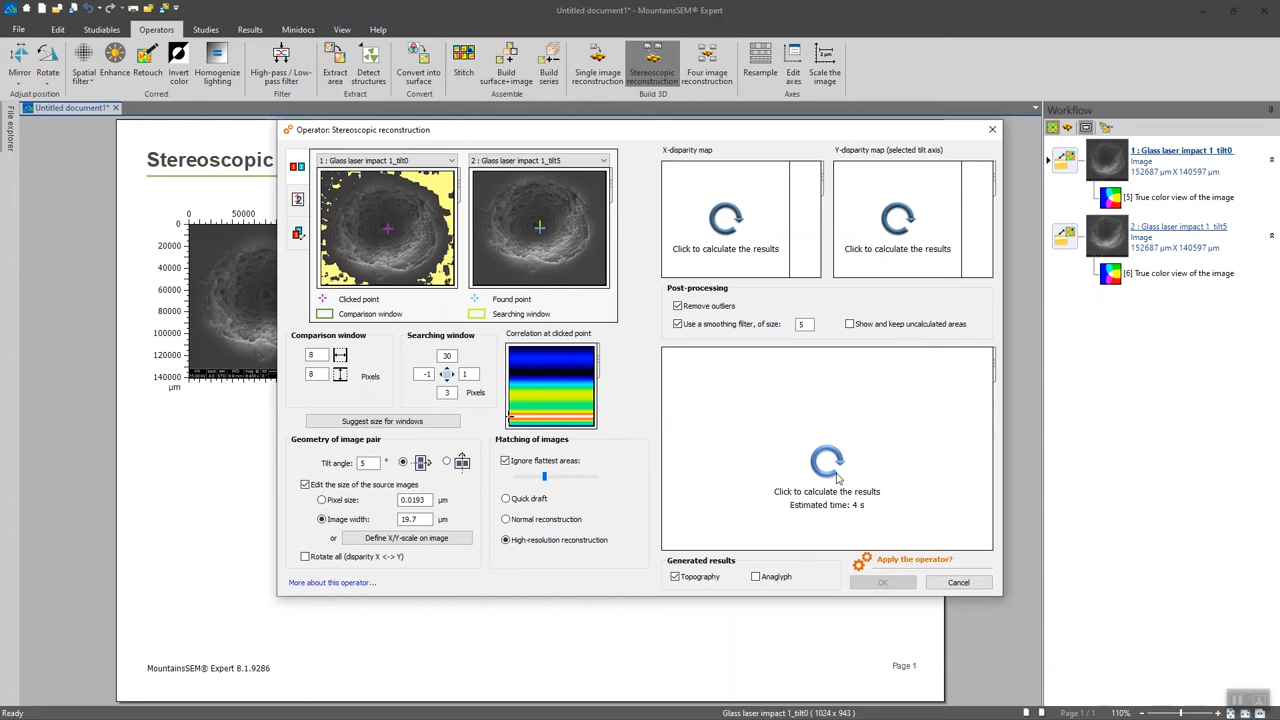 Untitled document1* - MountainsSEM® Expert
File Edit Studiables Operators Studies Results Minidocs View Help
Mirror Rotate Spatial filter Enhance Retouch Invert color Homogenize lighting High-pass / Low-pass filter Extract area Detect structures Convert into surface Stitch Build surface+image Build series Single image reconstruction Stereoscopic reconstruction Four image reconstruction Resample Edit axes Scale the image
Adjust position Correct Filter Extract Convert Assemble Build 3D Axes
File explorer
Untitled document1*
Workflow
Stereoscopic
0 50000
0
20000
40000
60000
80000
100000
120000
140000
µm
Operator: Stereoscopic reconstruction
1 : Glass laser impact 1_tilt0
2 : Glass laser impact 1_tilt5
Clicked point
Found point
Comparison window
Searching window
Comparison window
8
8
Pixels
Searching window
30
-1 1
3
Pixels
Correlation at clicked point
Suggest size for windows
Geometry of image pair
Tilt angle: 5 °
Edit the size of the source images
Pixel size: 0.0193 µm
Image width: 19.7 µm
or Define X/Y-scale on image
Rotate all (disparity X <-> Y)
More about this operator...
Matching of images
Ignore flattest areas:
Quick draft
Normal reconstruction
High-resolution reconstruction
X-disparity map
Click to calculate the results
Y-disparity map (selected tilt axis)
Click to calculate the results
Post-processing
Remove outliers
Use a smoothing filter, of size: 5
Show and keep uncalculated areas
Click to calculate the results
Estimated time: 4 s
Generated results
Topography Anaglyph
Apply the operator?
OK Cancel
1 : Glass laser impact 1_tilt0
Image
152687 µm X 140597 µm
[5] True color view of the image
2 : Glass laser impact 1_tilt5
Image
152687 µm X 140597 µm
[6] True color view of the image
MountainsSEM® Expert 8.1.9286
Page 1
Ready
Glass laser impact 1_tilt0 ( 1024 x 943 )
Page 1 / 1
110%